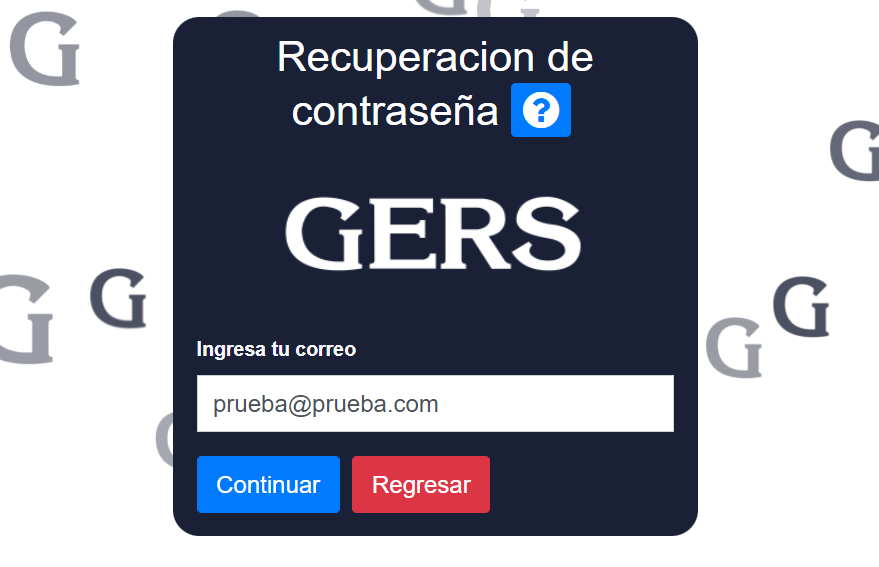 Recuperacion de
contraseña ?
GERS
Ingresa tu correo
prueba@prueba.com
Continuar Regresar
G
G
G
G
G
G